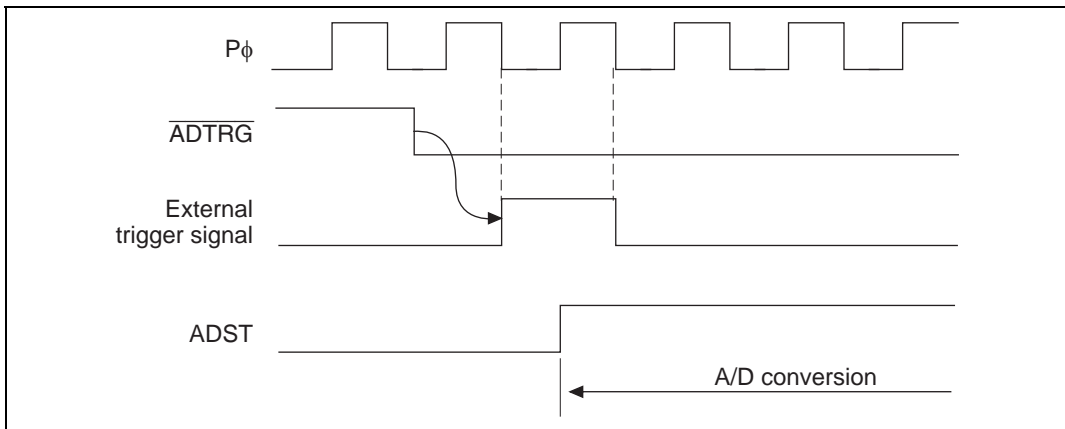 Pϕ
ADTRG
External
trigger signal
ADST
A/D conversion